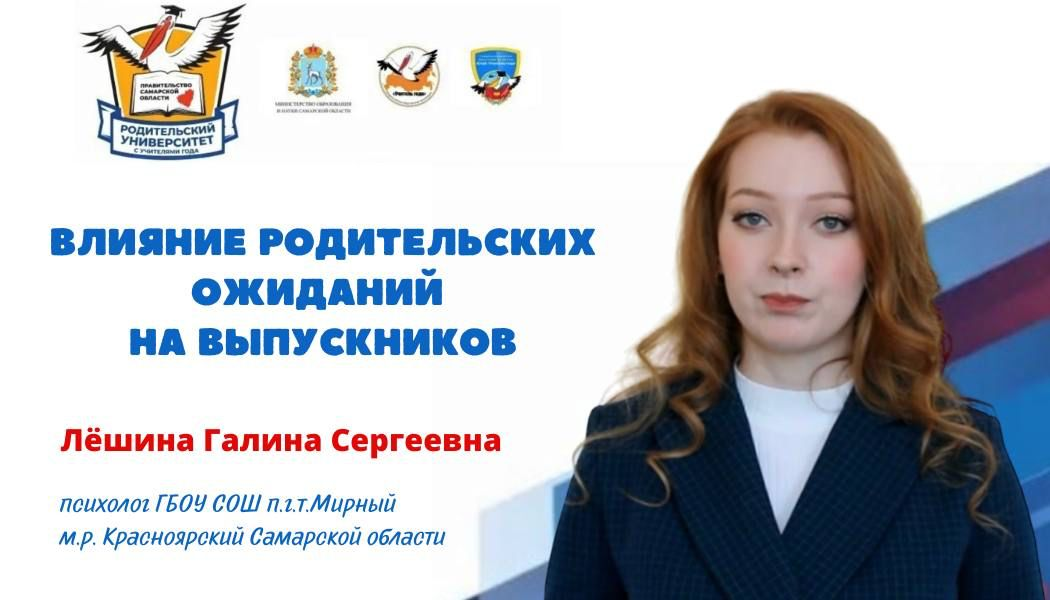 ПРАВИТЕЛЬСТВО
САМАРСКОЙ
ОБЛАСТИ
РОДИТЕЛЬСКИЙ
УНИВЕРСИТЕТ
С УЧИТЕЛЯМИ ГОДА
МИНИСТЕРСТВО ОБРАЗОВАНИЯ
И НАУКИ САМАРСКОЙ ОБЛАСТИ
ВЛИЯНИЕ РОДИТЕЛЬСКИХ
ОЖИДАНИЙ
НА ВЫПУСКНИКОВ
Лёшина Галина Сергеевна
психолог ГБОУ СОШ п.г.т.Мирный
м.р. Красноярский Самарской области